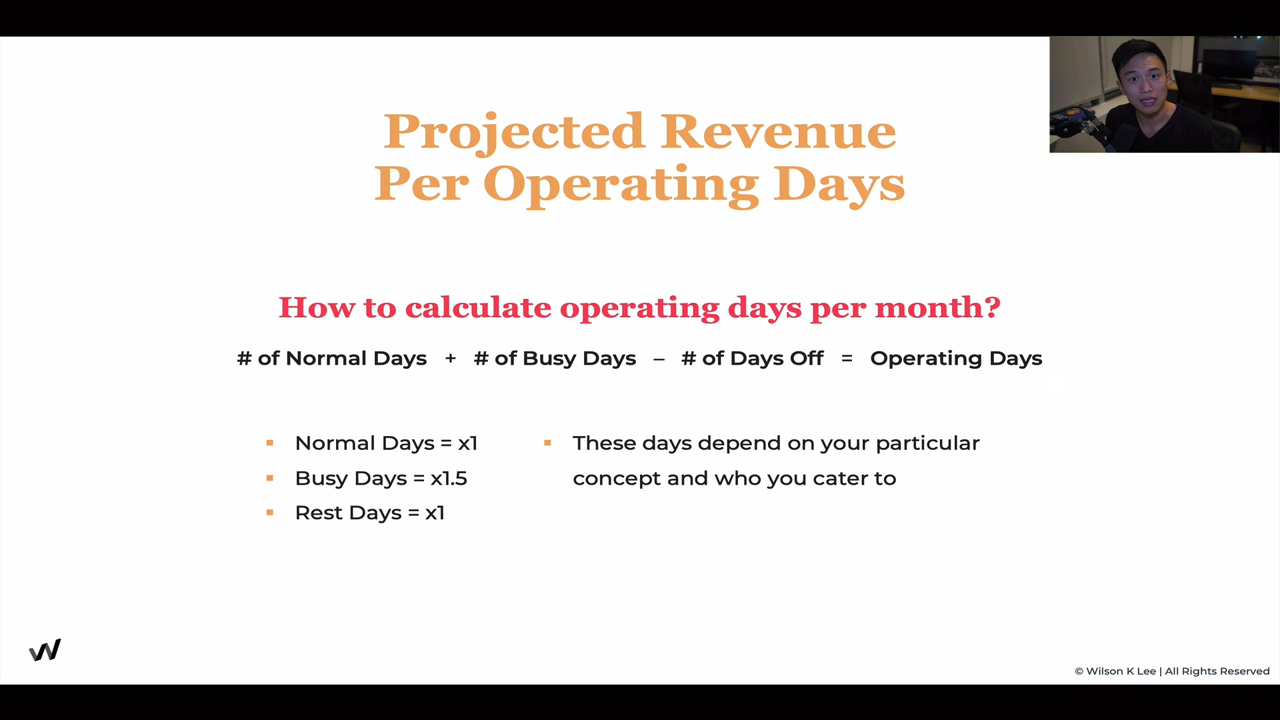 Projected Revenue
Per Operating Days
How to calculate operating days per month?
# of Normal Days + # of Busy Days – # of Days Off = Operating Days
▪ Normal Days = x1
▪ Busy Days = x1.5
▪ Rest Days = x1
▪ These days depend on your particular
concept and who you cater to
© Wilson K Lee | All Rights Reserved